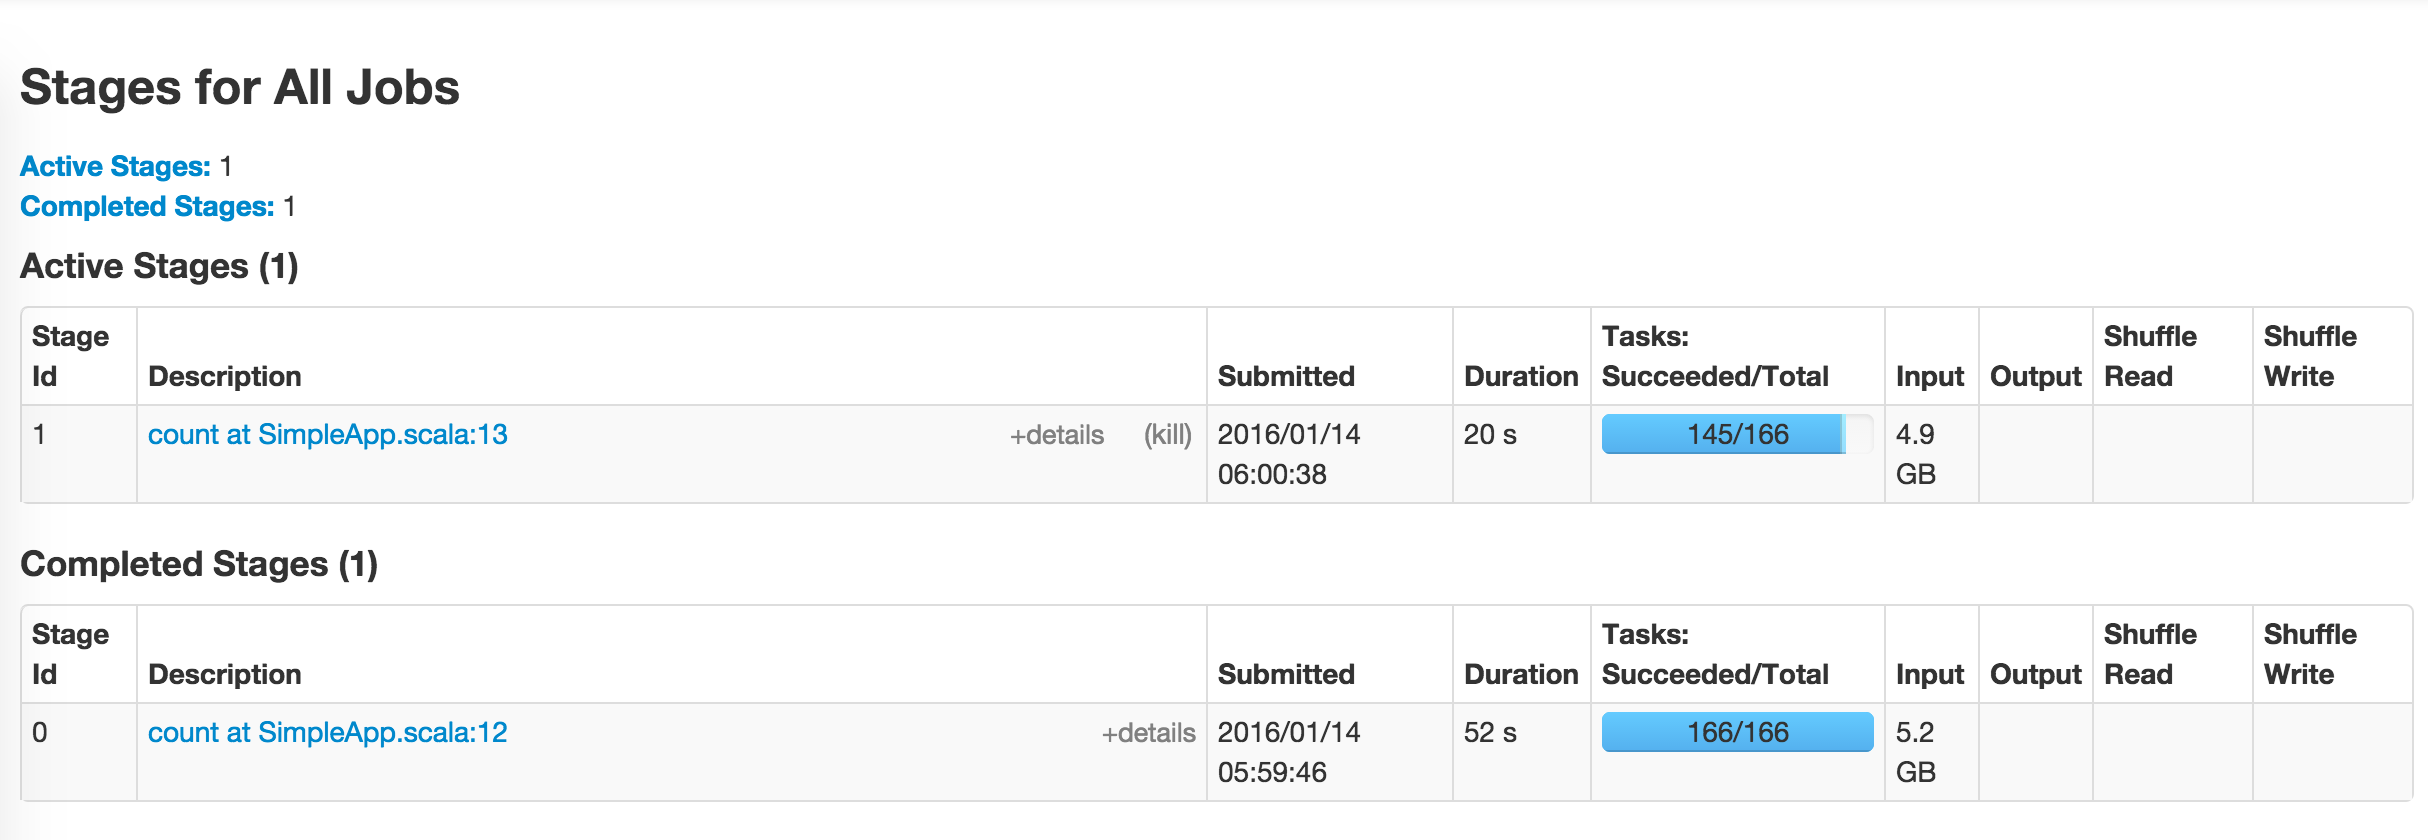 Stages for All Jobs
Active Stages: 1
Completed Stages: 1
Active Stages (1)
Stage Id Description Submitted Duration Tasks: Succeeded/Total Input Output Shuffle Read Shuffle Write
1 count at SimpleApp.scala:13 +details (kill) 2016/01/14 06:00:38 20 s 145/166 4.9 GB
Completed Stages (1)
Stage Id Description Submitted Duration Tasks: Succeeded/Total Input Output Shuffle Read Shuffle Write
0 count at SimpleApp.scala:12 +details 2016/01/14 05:59:46 52 s 166/166 5.2 GB